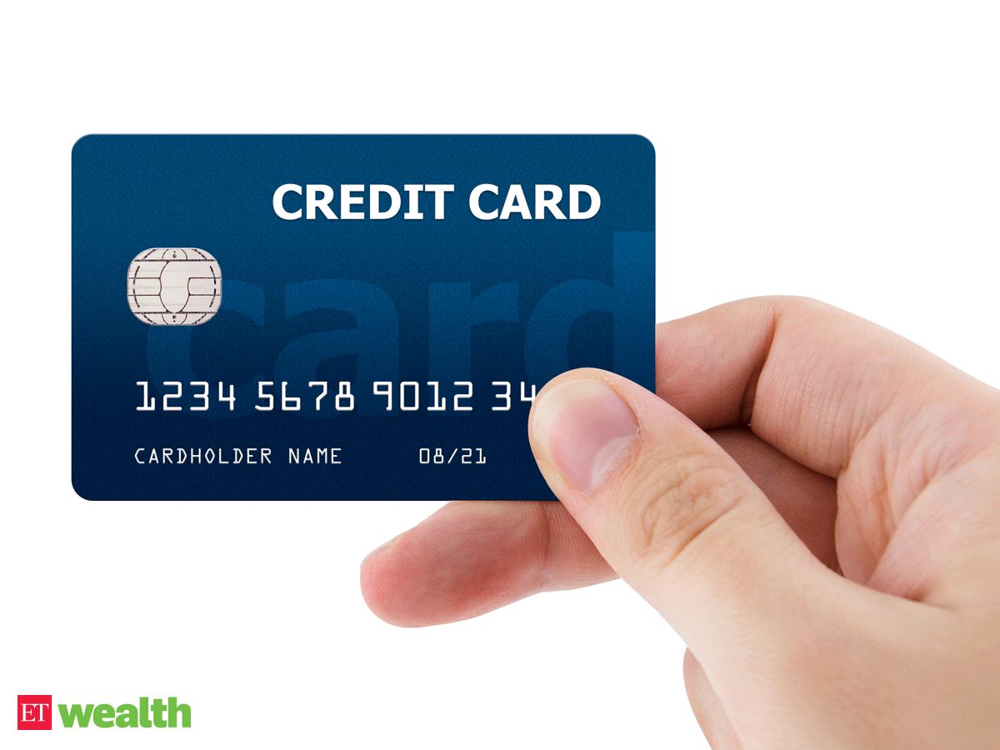 CREDIT CARD
card
1234 5678 9012 34
CARDHOLDER NAME 08/21
ET wealth